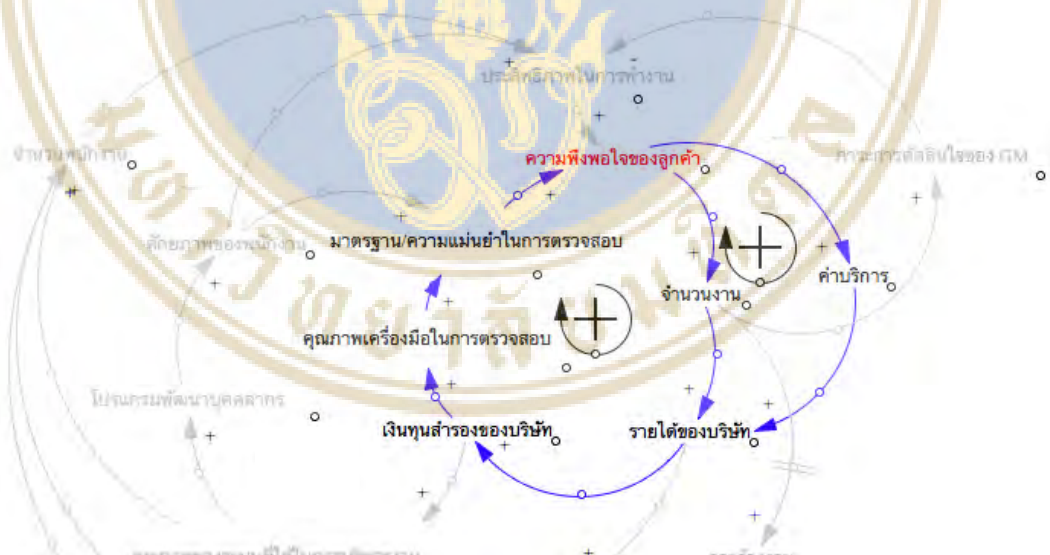 ประสิทธิภาพในการทำงาน
จำนวนพนักงาน
ความพึงพอใจของลูกค้า
ภาวะการตัดสินใจของ GM
ศักยภาพของพนักงาน
มาตรฐาน/ความแม่นยำในการตรวจสอบ
จำนวนงาน
ค่าบริการ
คุณภาพเครื่องมือในการตรวจสอบ
โปรแกรมพัฒนาบุคคลากร
เงินทุนสำรองของบริษัท
รายได้ของบริษัท